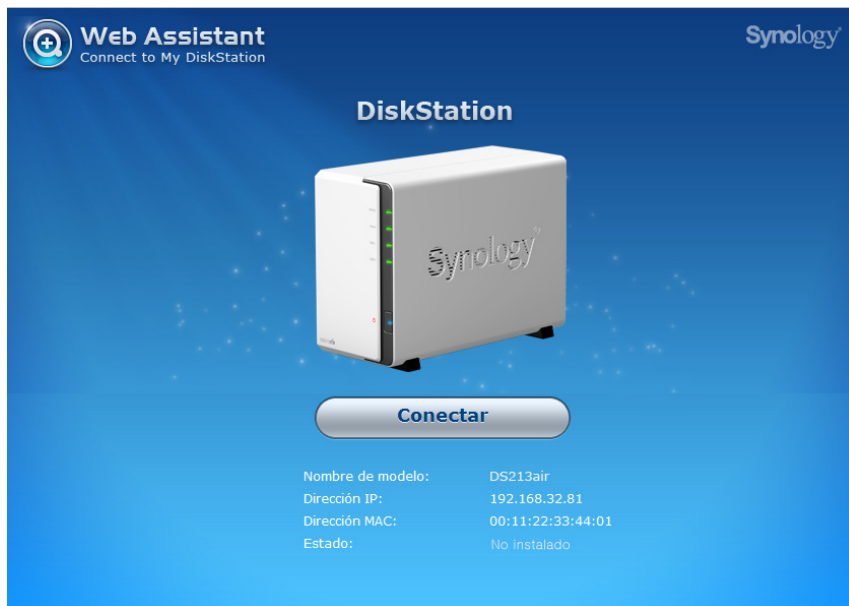 Web Assistant
Connect to My DiskStation
Synology
DiskStation
Synology
Conectar
Nombre de modelo: DS213air
Dirección IP: 192.168.32.81
Dirección MAC: 00:11:22:33:44:01
Estado: No instalado